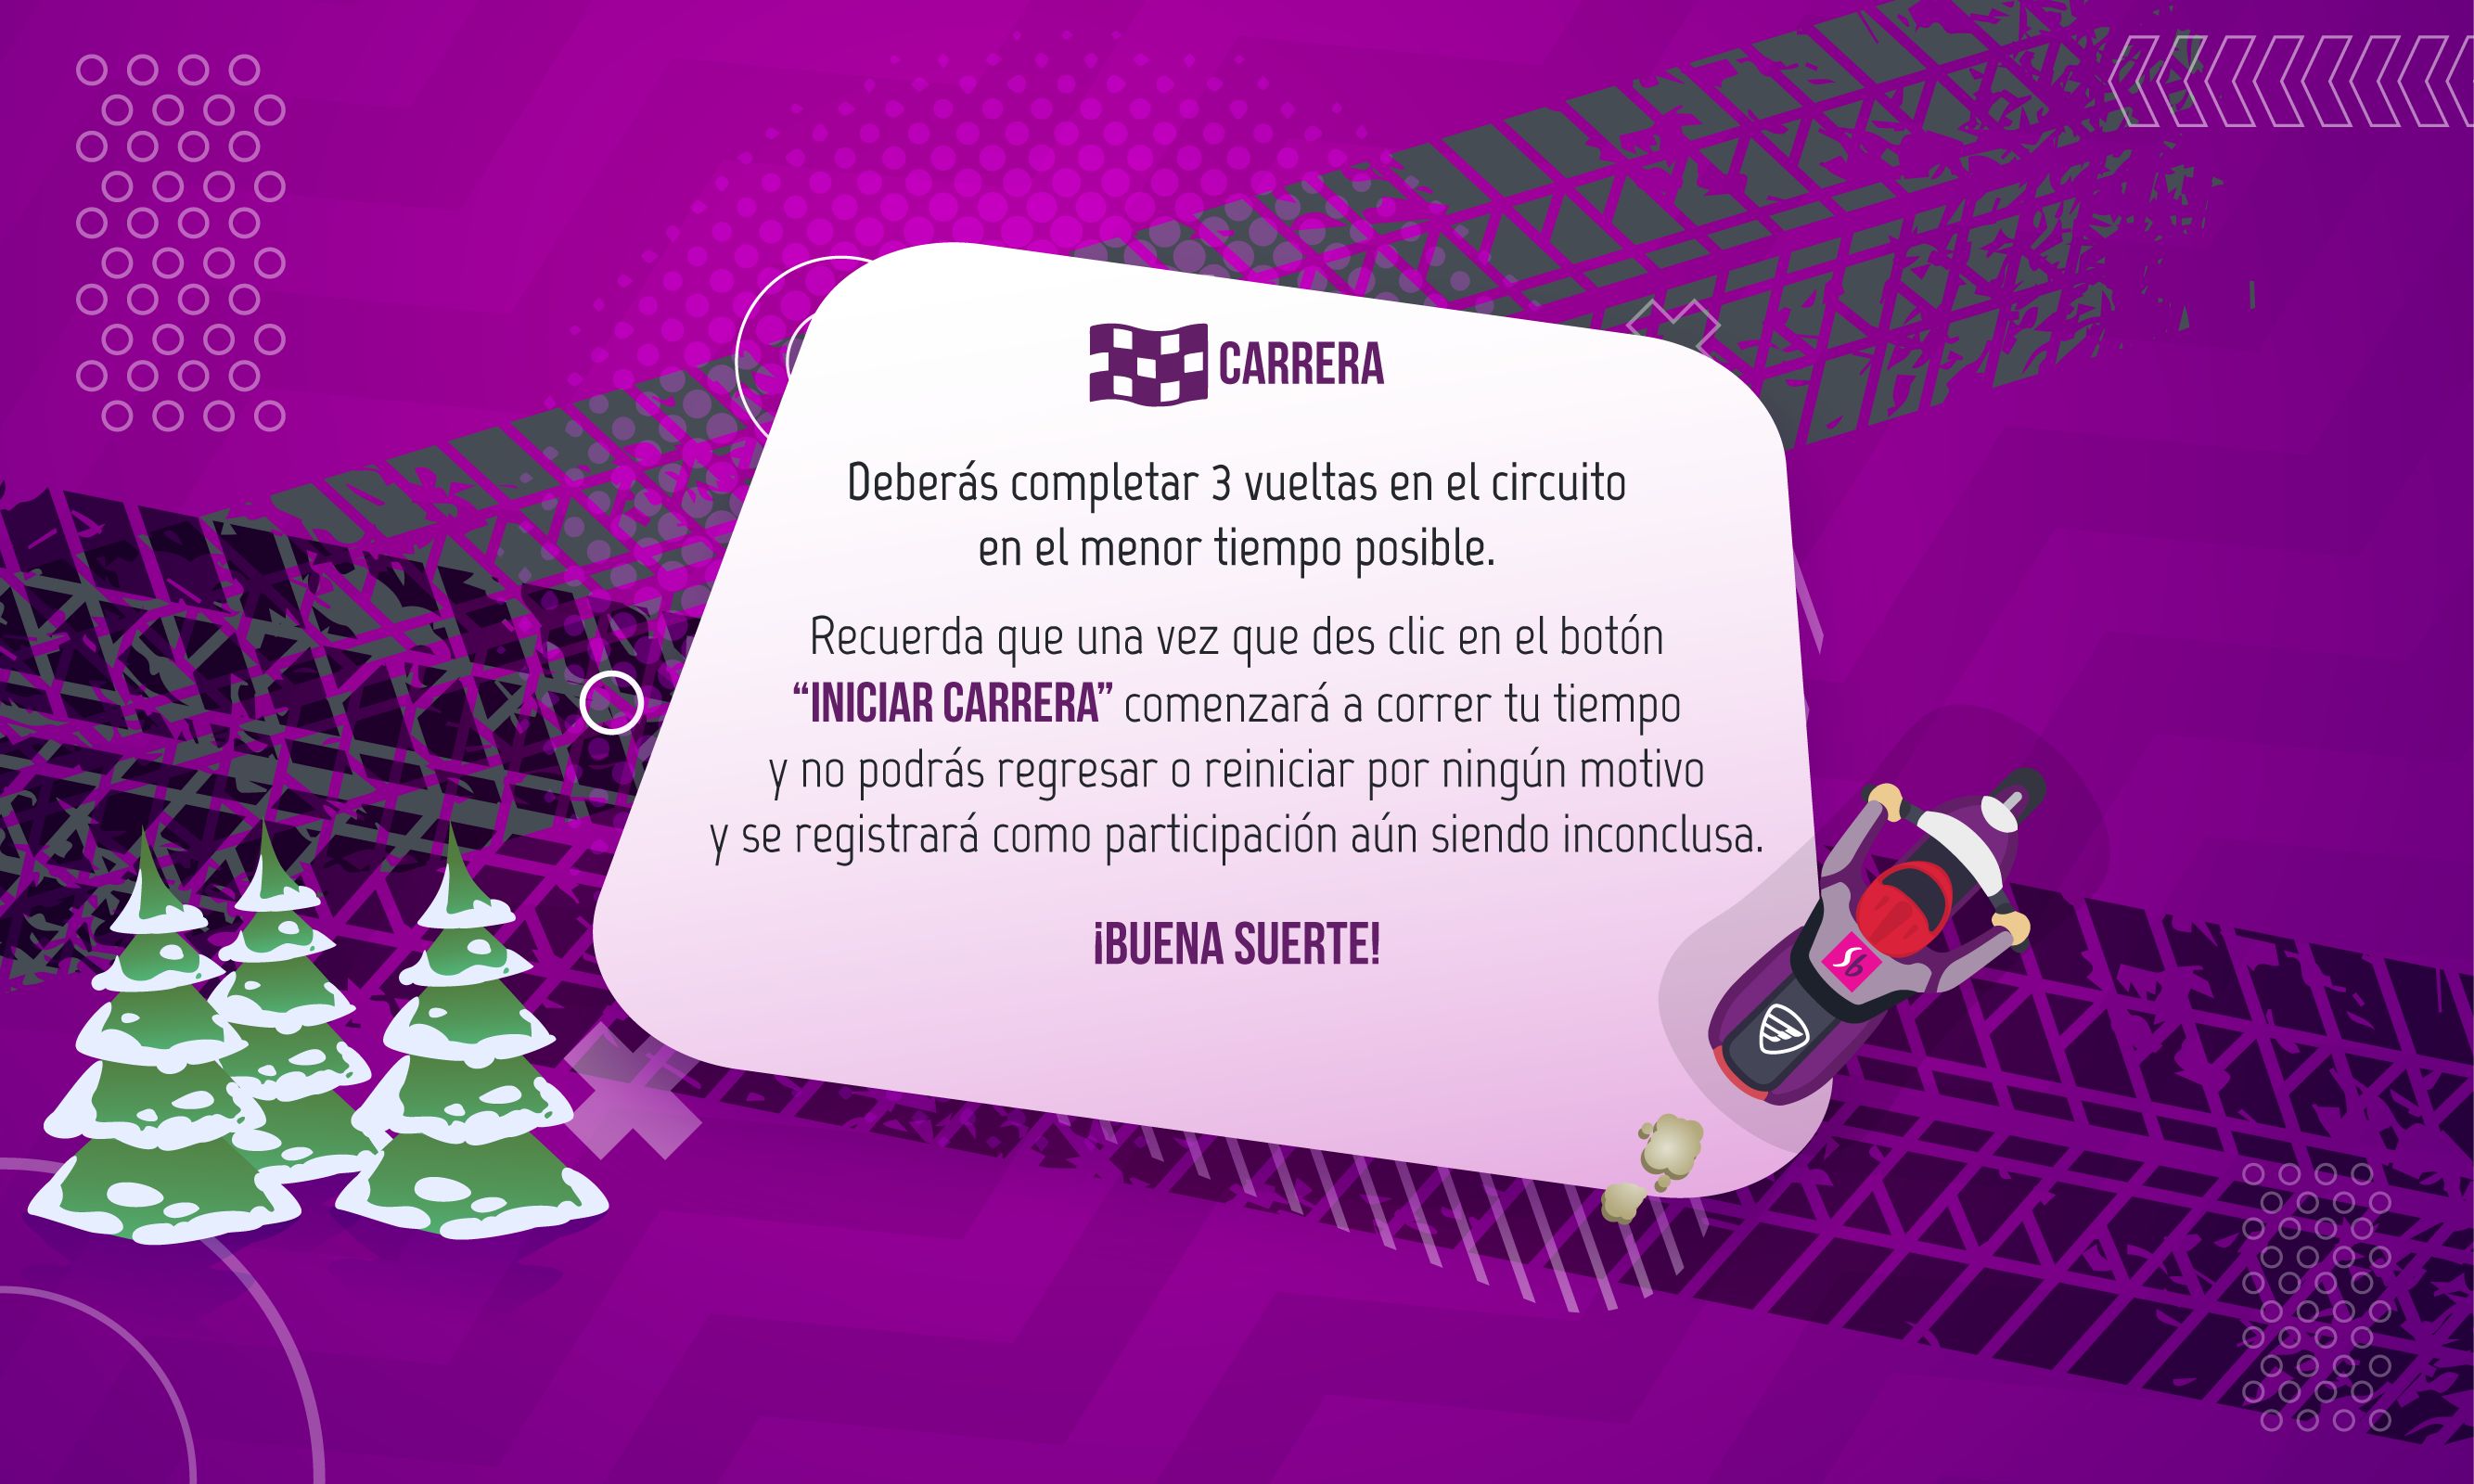 CARRERA
Deberás completar 3 vueltas en el circuito
en el menor tiempo posible.
Recuerda que una vez que des clic en el botón
“INICIAR CARRERA” comenzará a correr tu tiempo
y no podrás regresar o reiniciar por ningún motivo
y se registrará como participación aún siendo inconclusa.
¡BUENA SUERTE!